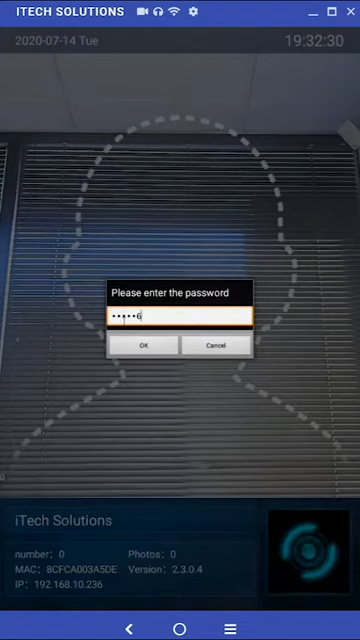 ITECH SOLUTIONS
2020-07-14 Tue 19:32:30
Please enter the password
•••••6
OK Cancel
iTech Solutions
number: 0 Photos: 0
MAC: 8CFCA003A5DE Version: 2.3.0.4
IP: 192.168.10.236